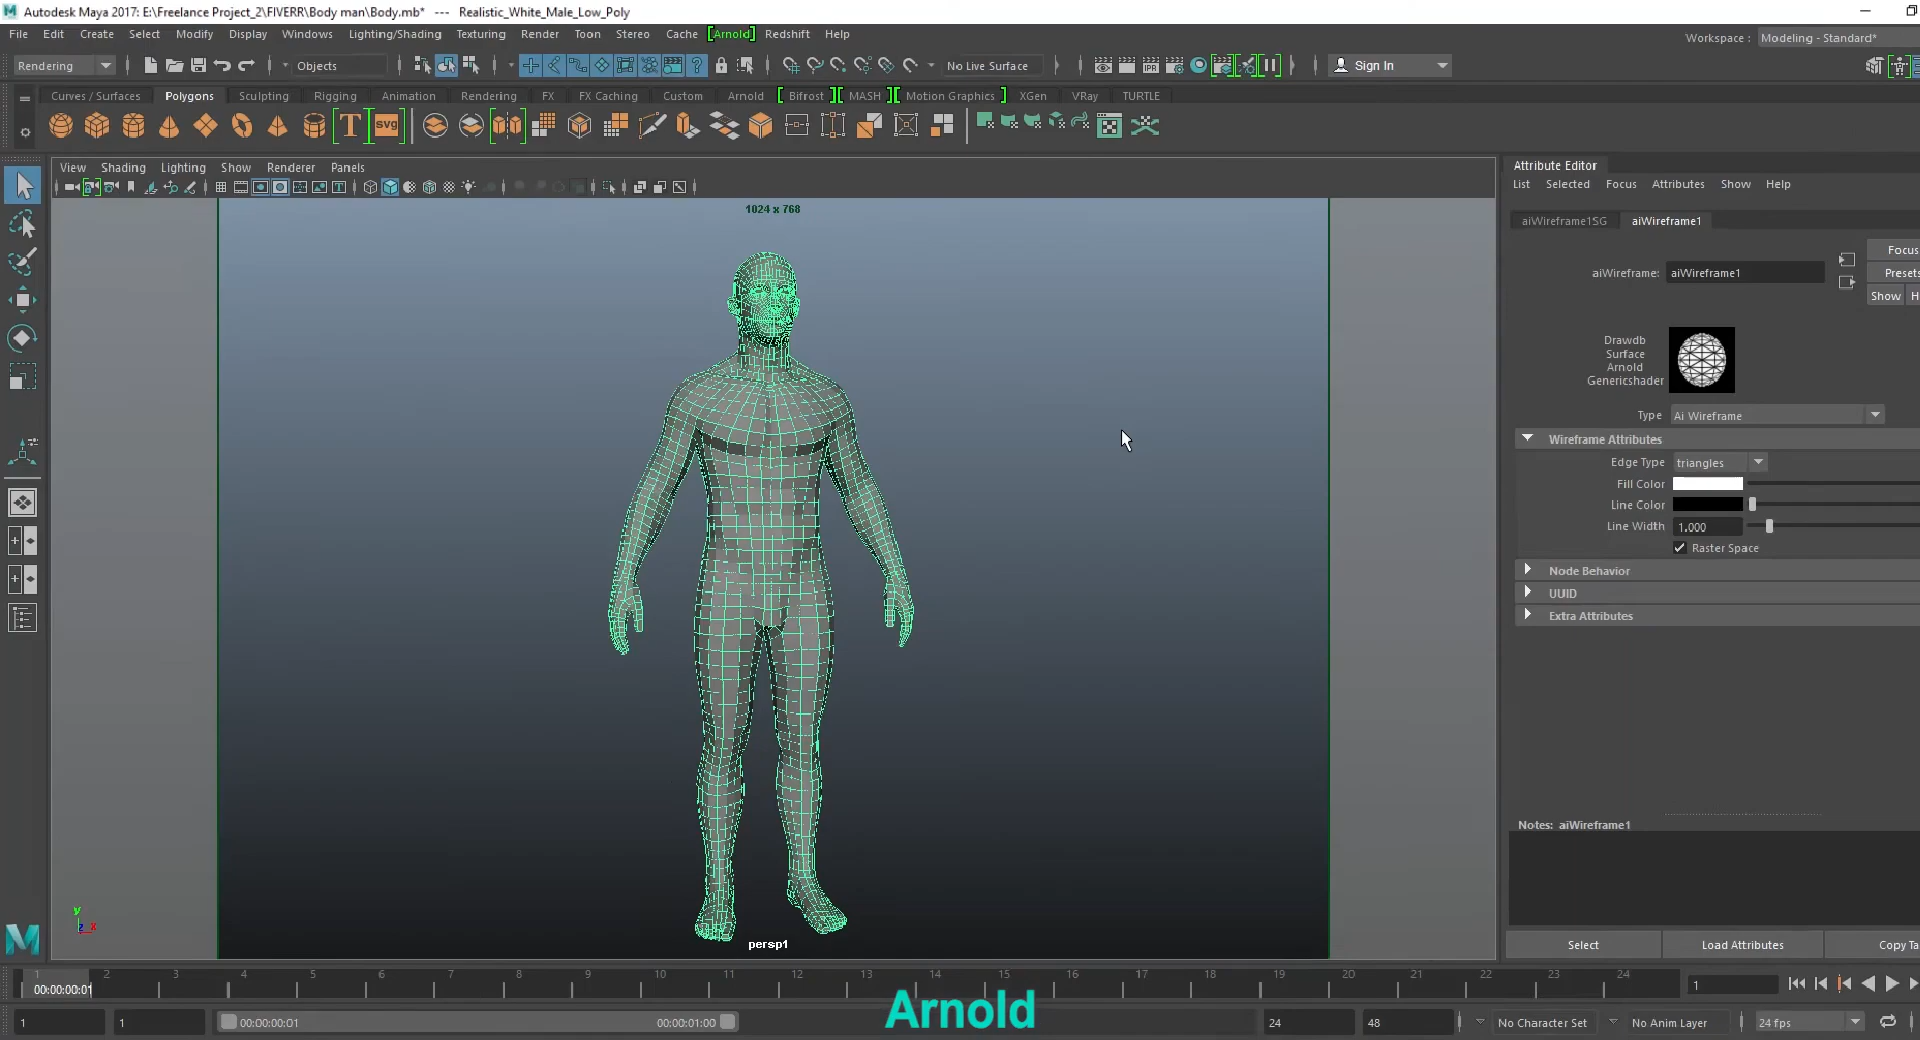 Autodesk Maya 2017: E:\Freelance Project_2\FIVERR\Body man\Body.mb* --- Realistic_White_Male_Low_Poly
File Edit Create Select Modify Display Windows Lighting/Shading Texturing Render Toon Stereo Cache [Arnold] Redshift Help
Workspace : Modeling - Standard*
Rendering Objects No Live Surface IPR Sign In
Curves / Surfaces Polygons Sculpting Rigging Animation Rendering FX FX Caching Custom Arnold Bifrost MASH Motion Graphics XGen VRay TURTLE
T svg
View Shading Lighting Show Renderer Panels
1024 x 768
persp1
y
z x
Attribute Editor
List Selected Focus Attributes Show Help
aiWireframe1SG aiWireframe1
Focus
aiWireframe: aiWireframe1 Presets
Show H
Drawdb
Surface
Arnold
Genericshader
Type Ai Wireframe
Wireframe Attributes
Edge Type triangles
Fill Color
Line Color
Line Width 1.000
Raster Space
Node Behavior
UUID
Extra Attributes
Notes: aiWireframe1
Select Load Attributes Copy Ta
1 2 3 4 5 6 7 8 9 10 11 12 13 14 15 16 17 18 19 20 21 22 23 24
00:00:00:01 1
1 1 00:00:00:01 00:00:01:00 24 48 No Character Set No Anim Layer 24 fps
Arnold